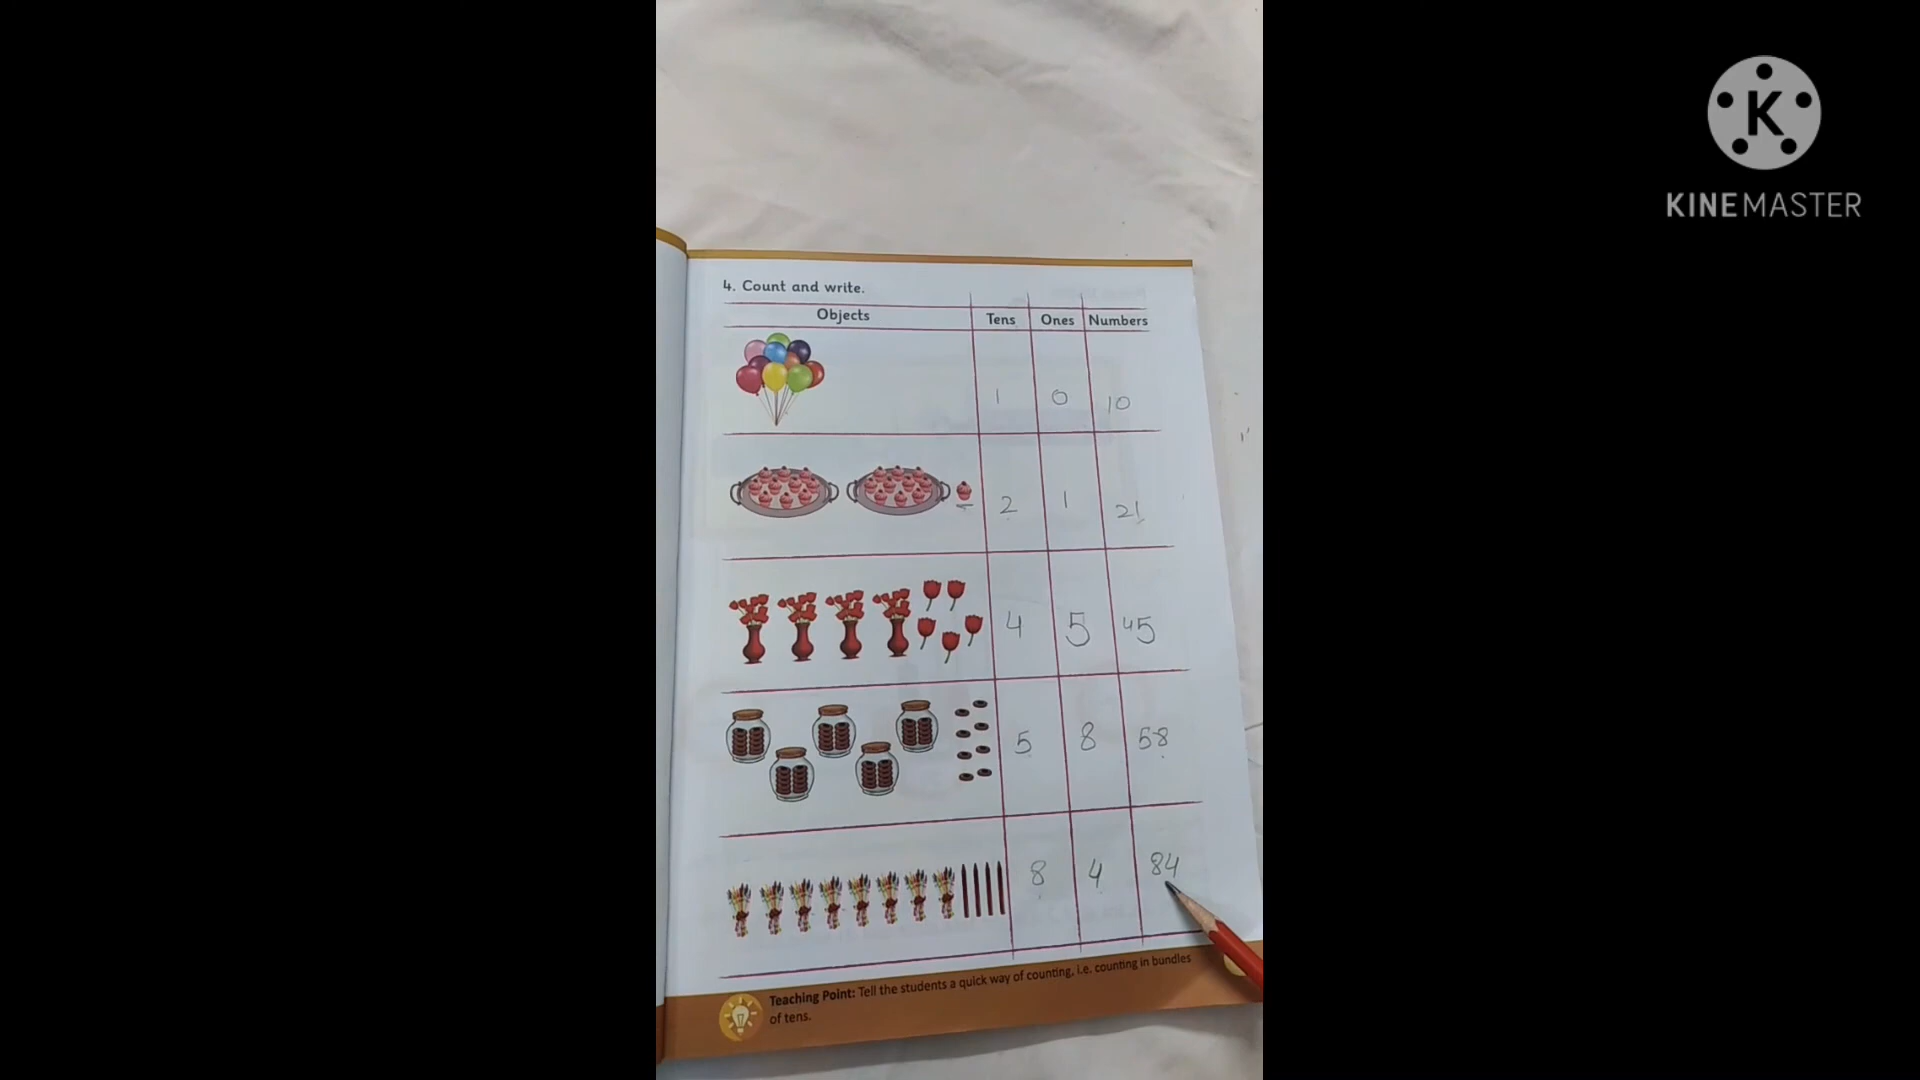 K
KINEMASTER
4. Count and write.
Objects Tens Ones Numbers
1 0 10
2 1 21
4 5 45
5 8 58
8 4 84
Teaching Point: Tell the students a quick way of counting, i.e. counting in bundles
of tens.